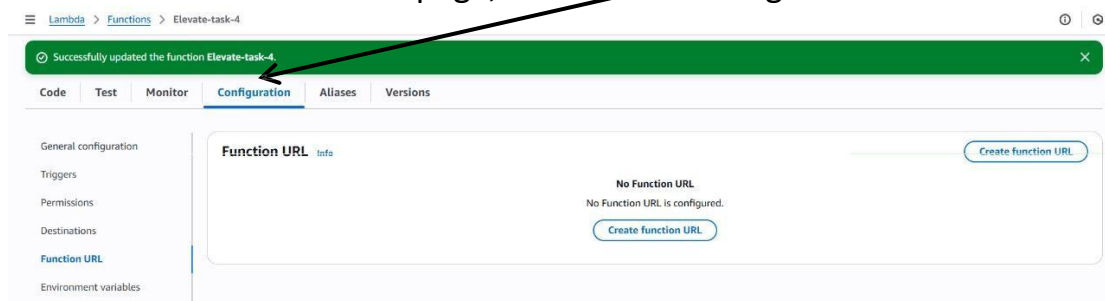 page,
Lambda > Functions > Elevate-task-4
Successfully updated the function Elevate-task-4.
Code Test Monitor Configuration Aliases Versions
General configuration
Function URL Info
Create function URL
Triggers
No Function URL
Permissions
No Function URL is configured.
Destinations
Create function URL
Function URL
Environment variables